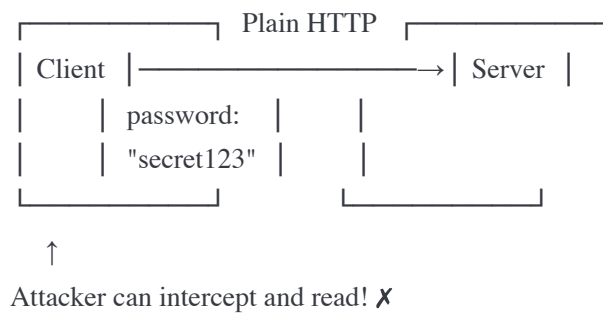 ┌──────────┐ Plain HTTP ┌──────────
│ Client │──────────────→│ Server │
│ │ password: │ │
│ │ "secret123" │ │
└──────────┘ └──────────┘
↑
Attacker can intercept and read! ✗